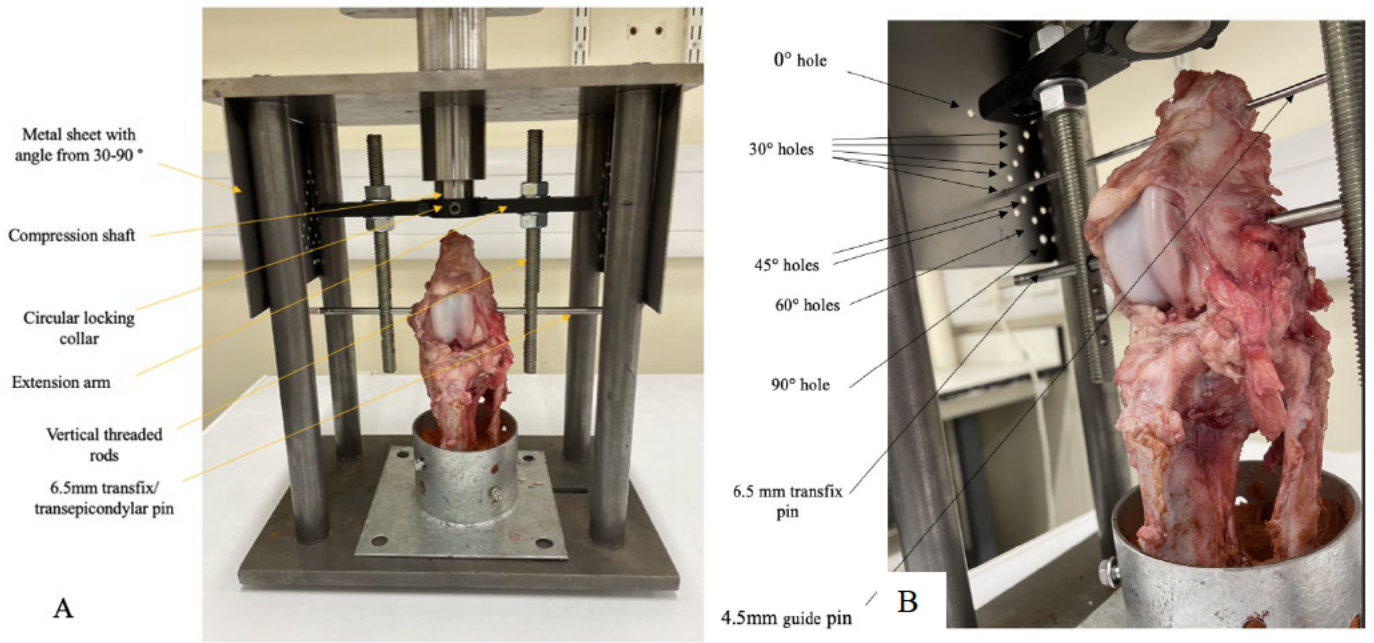 Metal sheet with
angle from 30-90 °
Compression shaft
Circular locking
collar
Extension arm
Vertical threaded
rods
6.5mm transfix/
transepicondylar pin
A
0° hole
30° holes
45° holes
60° holes
90° hole
6.5 mm transfix
pin
4.5mm guide pin
B